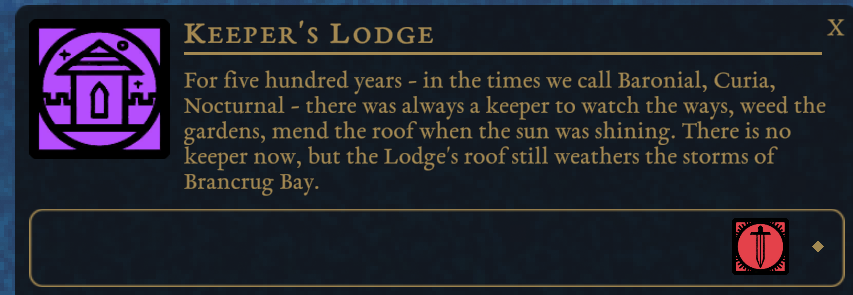 Keeper's Lodge
X
For five hundred years - in the times we call Baronial, Curia,
Nocturnal - there was always a keeper to watch the ways, weed the
gardens, mend the roof when the sun was shining. There is no
keeper now, but the Lodge's roof still weathers the storms of
Brancrug Bay.